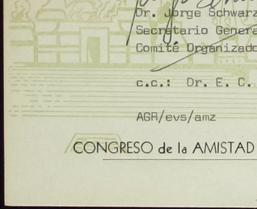 Dr. Jorge Schwarz
Secretario Genera
Comité Organizado
c.c.: Dr. E. C.
AGR/evs/amz
CONGRESO de la AMISTAD